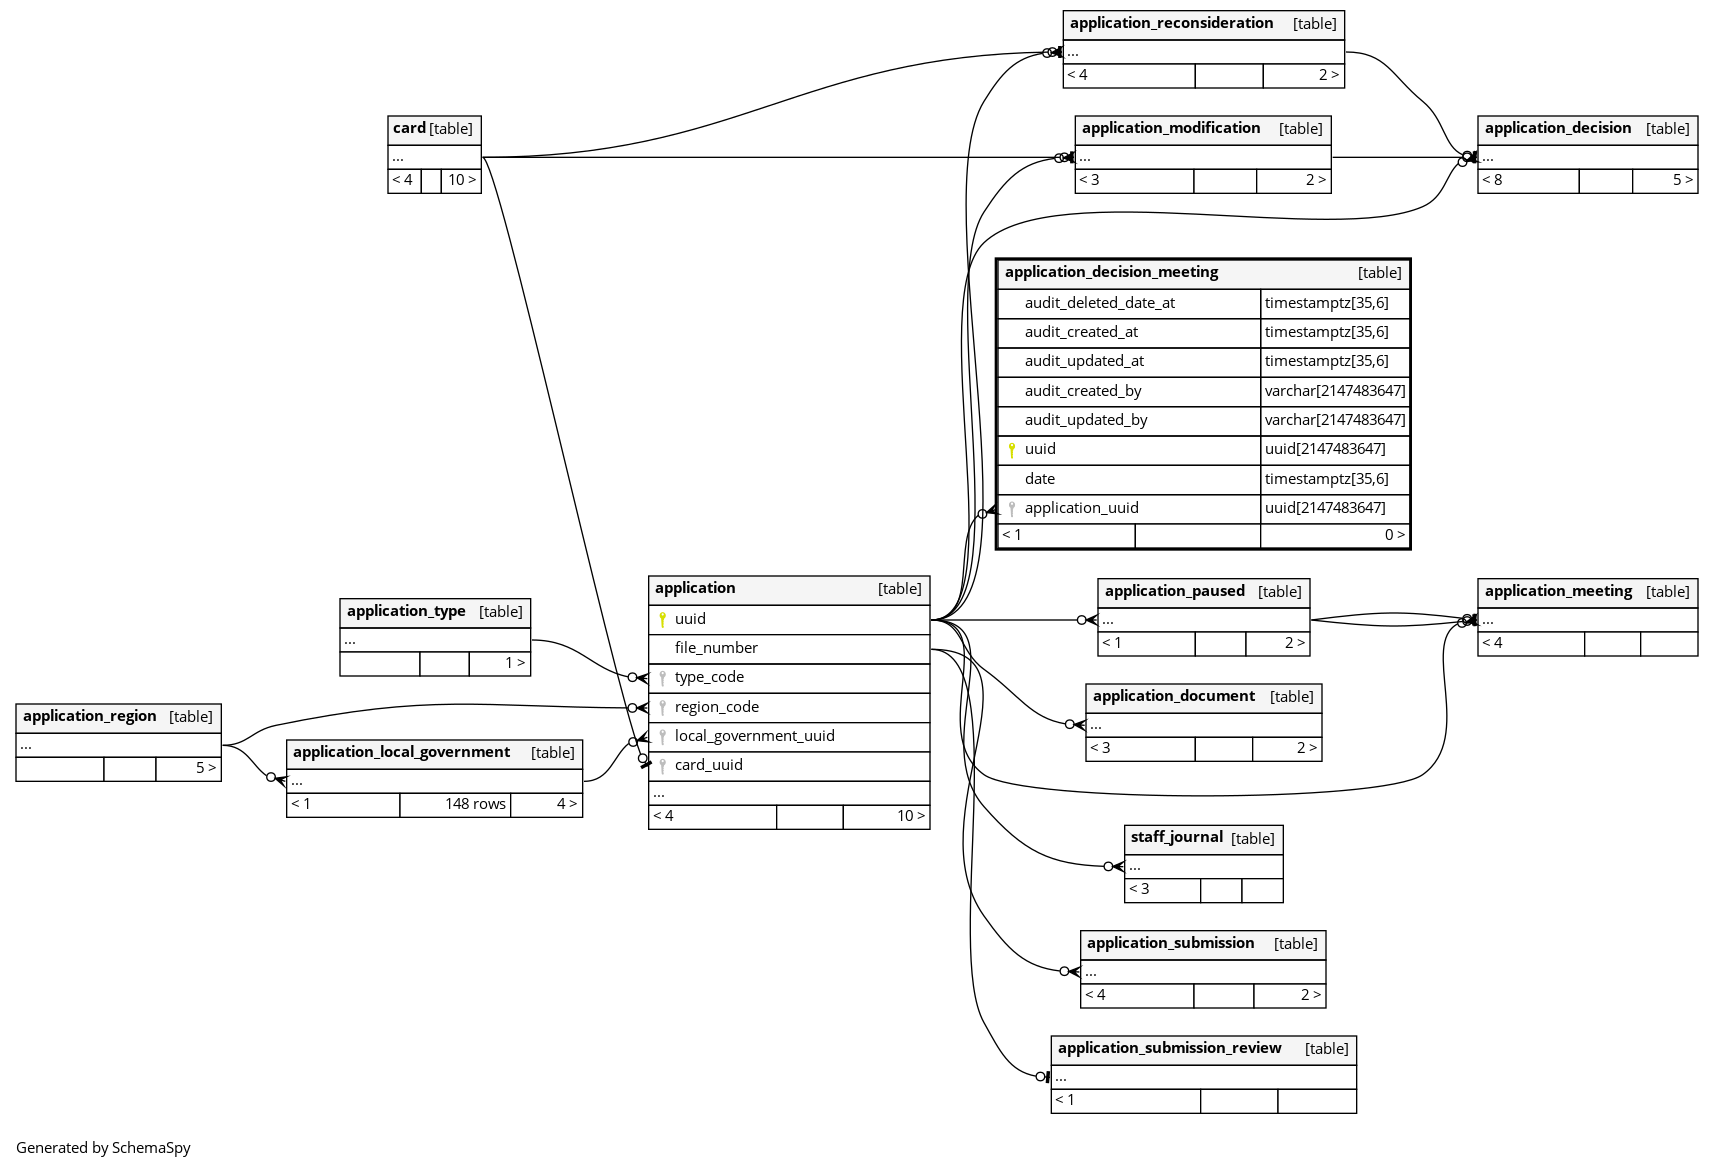 application_reconsideration [table]
...
< 4 2 >
card [table]
...
< 4 10 >
application_modification [table]
...
< 3 2 >
application_decision [table]
...
< 8 5 >
application_decision_meeting [table]
audit_deleted_date_at timestamptz[35,6]
audit_created_at timestamptz[35,6]
audit_updated_at timestamptz[35,6]
audit_created_by varchar[2147483647]
audit_updated_by varchar[2147483647]
uuid uuid[2147483647]
date timestamptz[35,6]
application_uuid uuid[2147483647]
< 1 0 >
application [table]
uuid
file_number
type_code
region_code
local_government_uuid
card_uuid
...
< 4 10 >
application_type [table]
...
1 >
application_region [table]
...
5 >
application_local_government [table]
...
< 1 148 rows 4 >
application_paused [table]
...
< 1 2 >
application_meeting [table]
...
< 4
application_document [table]
...
< 3 2 >
staff_journal [table]
...
< 3
application_submission [table]
...
< 4 2 >
application_submission_review [table]
...
< 1
Generated by SchemaSpy